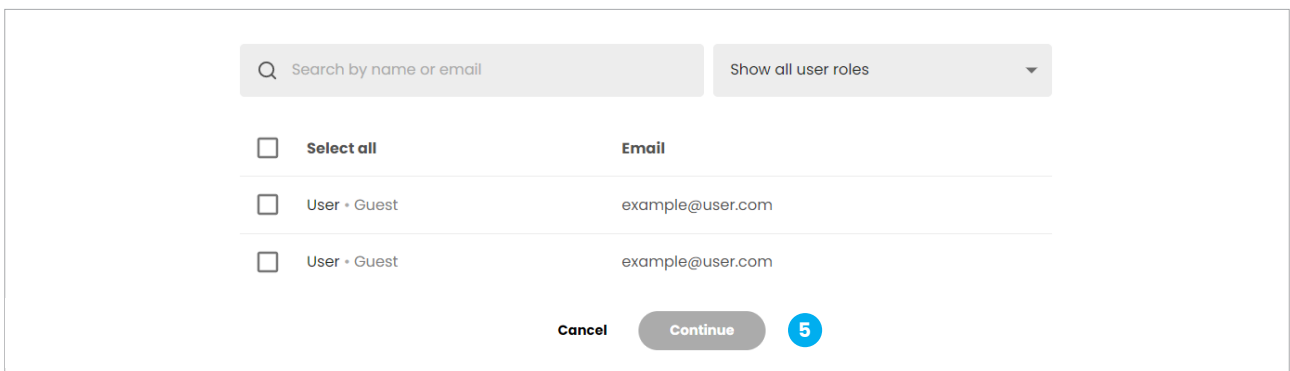 Search by name or email Show all user roles
Select all Email
User • Guest example@user.com
User • Guest example@user.com
Cancel Continue 5